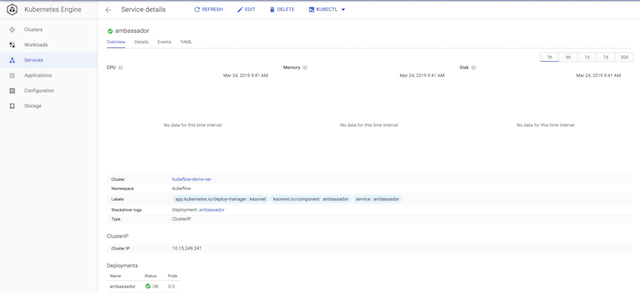 Kubernetes Engine
Service details
REFRESH
EDIT
DELETE
KUBECTL
Clusters
Workloads
Services
Applications
Configuration
Storage
ambassador
Overview Details Events YAML
1h 6h 1d 7d 30d
CPU
Mar 24, 2019 9:41 AM
No data for this time interval
Memory
Mar 24, 2019 9:41 AM
No data for this time interval
Disk
Mar 24, 2019 9:41 AM
No data for this time interval
Cluster kubeflow-demo-ver
Namespace kubeflow
Labels app.kubernetes.io/deploy-manager : ksonnet ksonnet.io/component : ambassador service : ambassador
Stackdriver logs Deployment: ambassador
Type ClusterIP
ClusterIP
Cluster IP 10.15.249.241
Deployments
Name Status Pods
ambassador OK 3/3